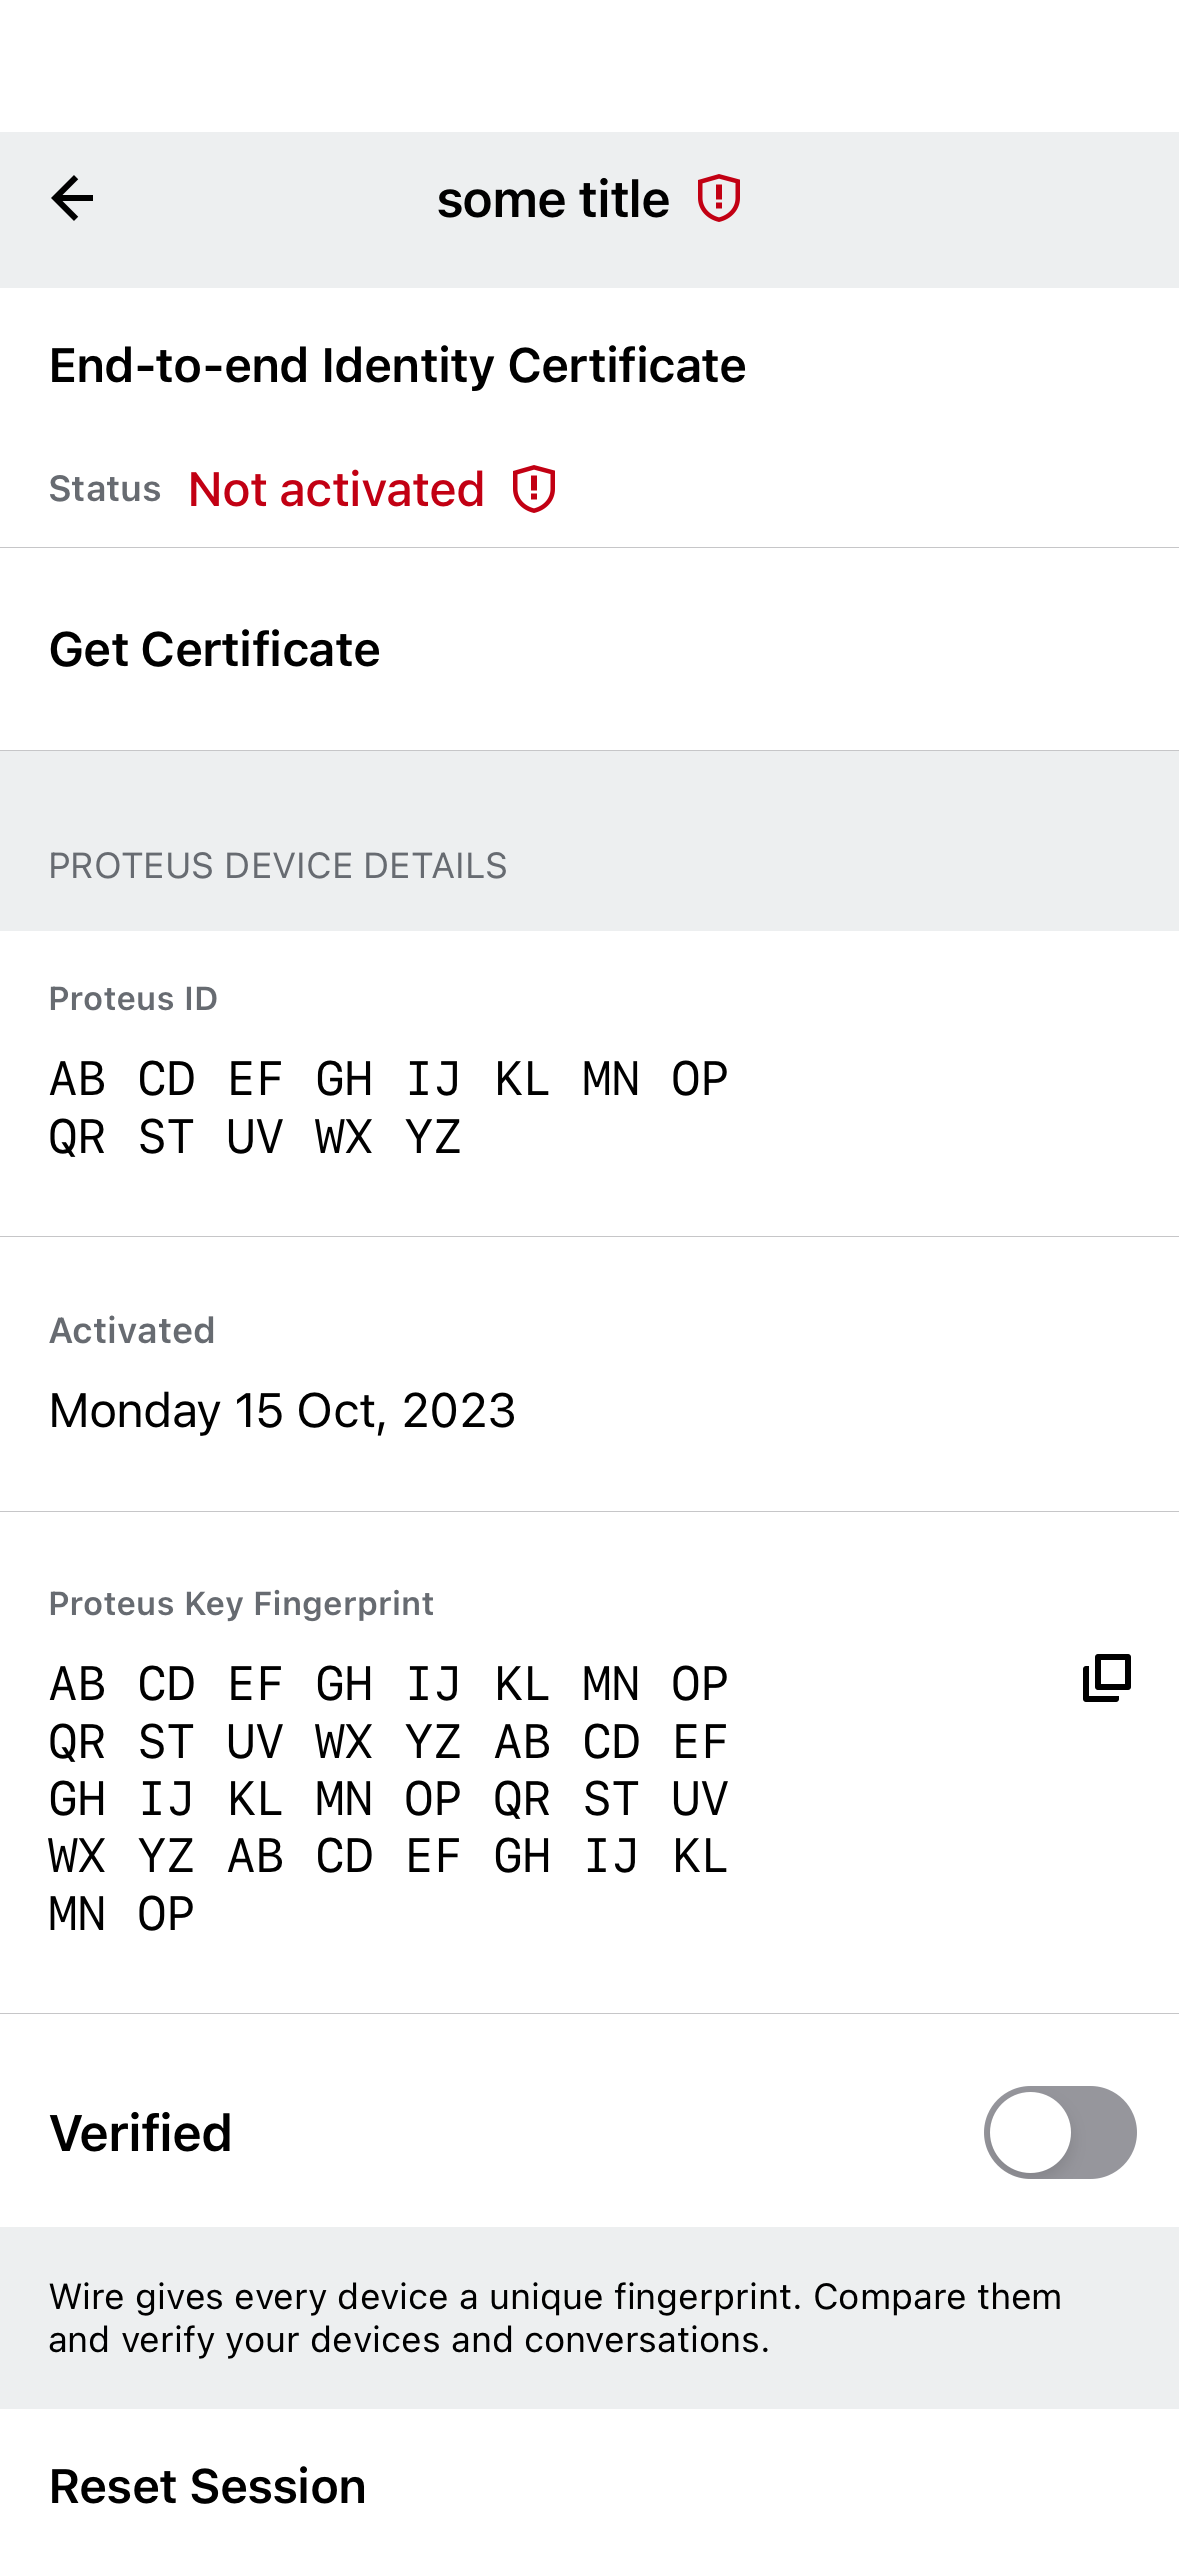 some title
End-to-end Identity Certificate
Status Not activated
Get Certificate
PROTEUS DEVICE DETAILS
Proteus ID
AB CD EF GH IJ KL MN OP
QR ST UV WX YZ
Activated
Monday 15 Oct, 2023
Proteus Key Fingerprint
AB CD EF GH IJ KL MN OP
QR ST UV WX YZ AB CD EF
GH IJ KL MN OP QR ST UV
WX YZ AB CD EF GH IJ KL
MN OP
Verified
Wire gives every device a unique fingerprint. Compare them
and verify your devices and conversations.
Reset Session